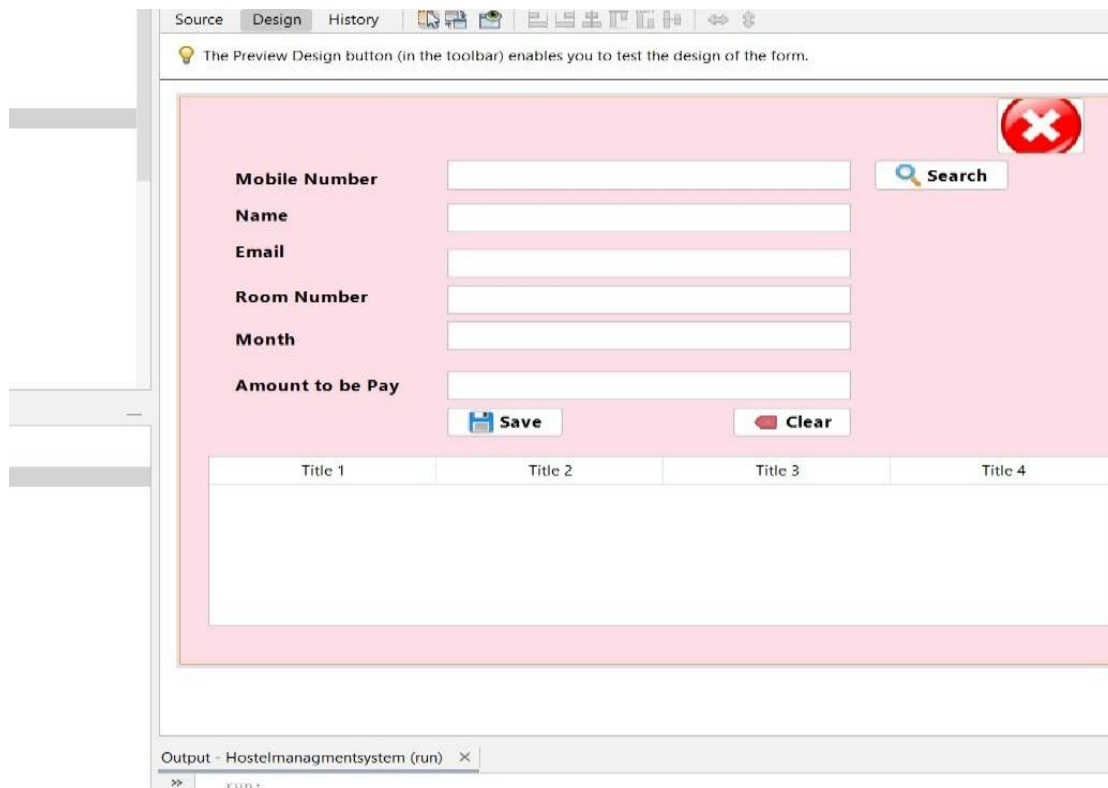 Source Design History
The Preview Design button (in the toolbar) enables you to test the design of the form.
Mobile Number Search
Name
Email
Room Number
Month
Amount to be Pay
Save Clear
Title 1 Title 2 Title 3 Title 4
Output - Hostelmanagmentsystem (run)
run: